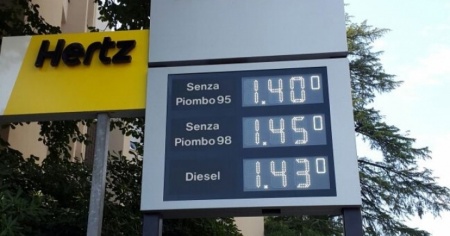 Hertz
Senza
Piombo 95
1.40⁰
Senza
Piombo 98
1.45⁰
Diesel
1.43⁰